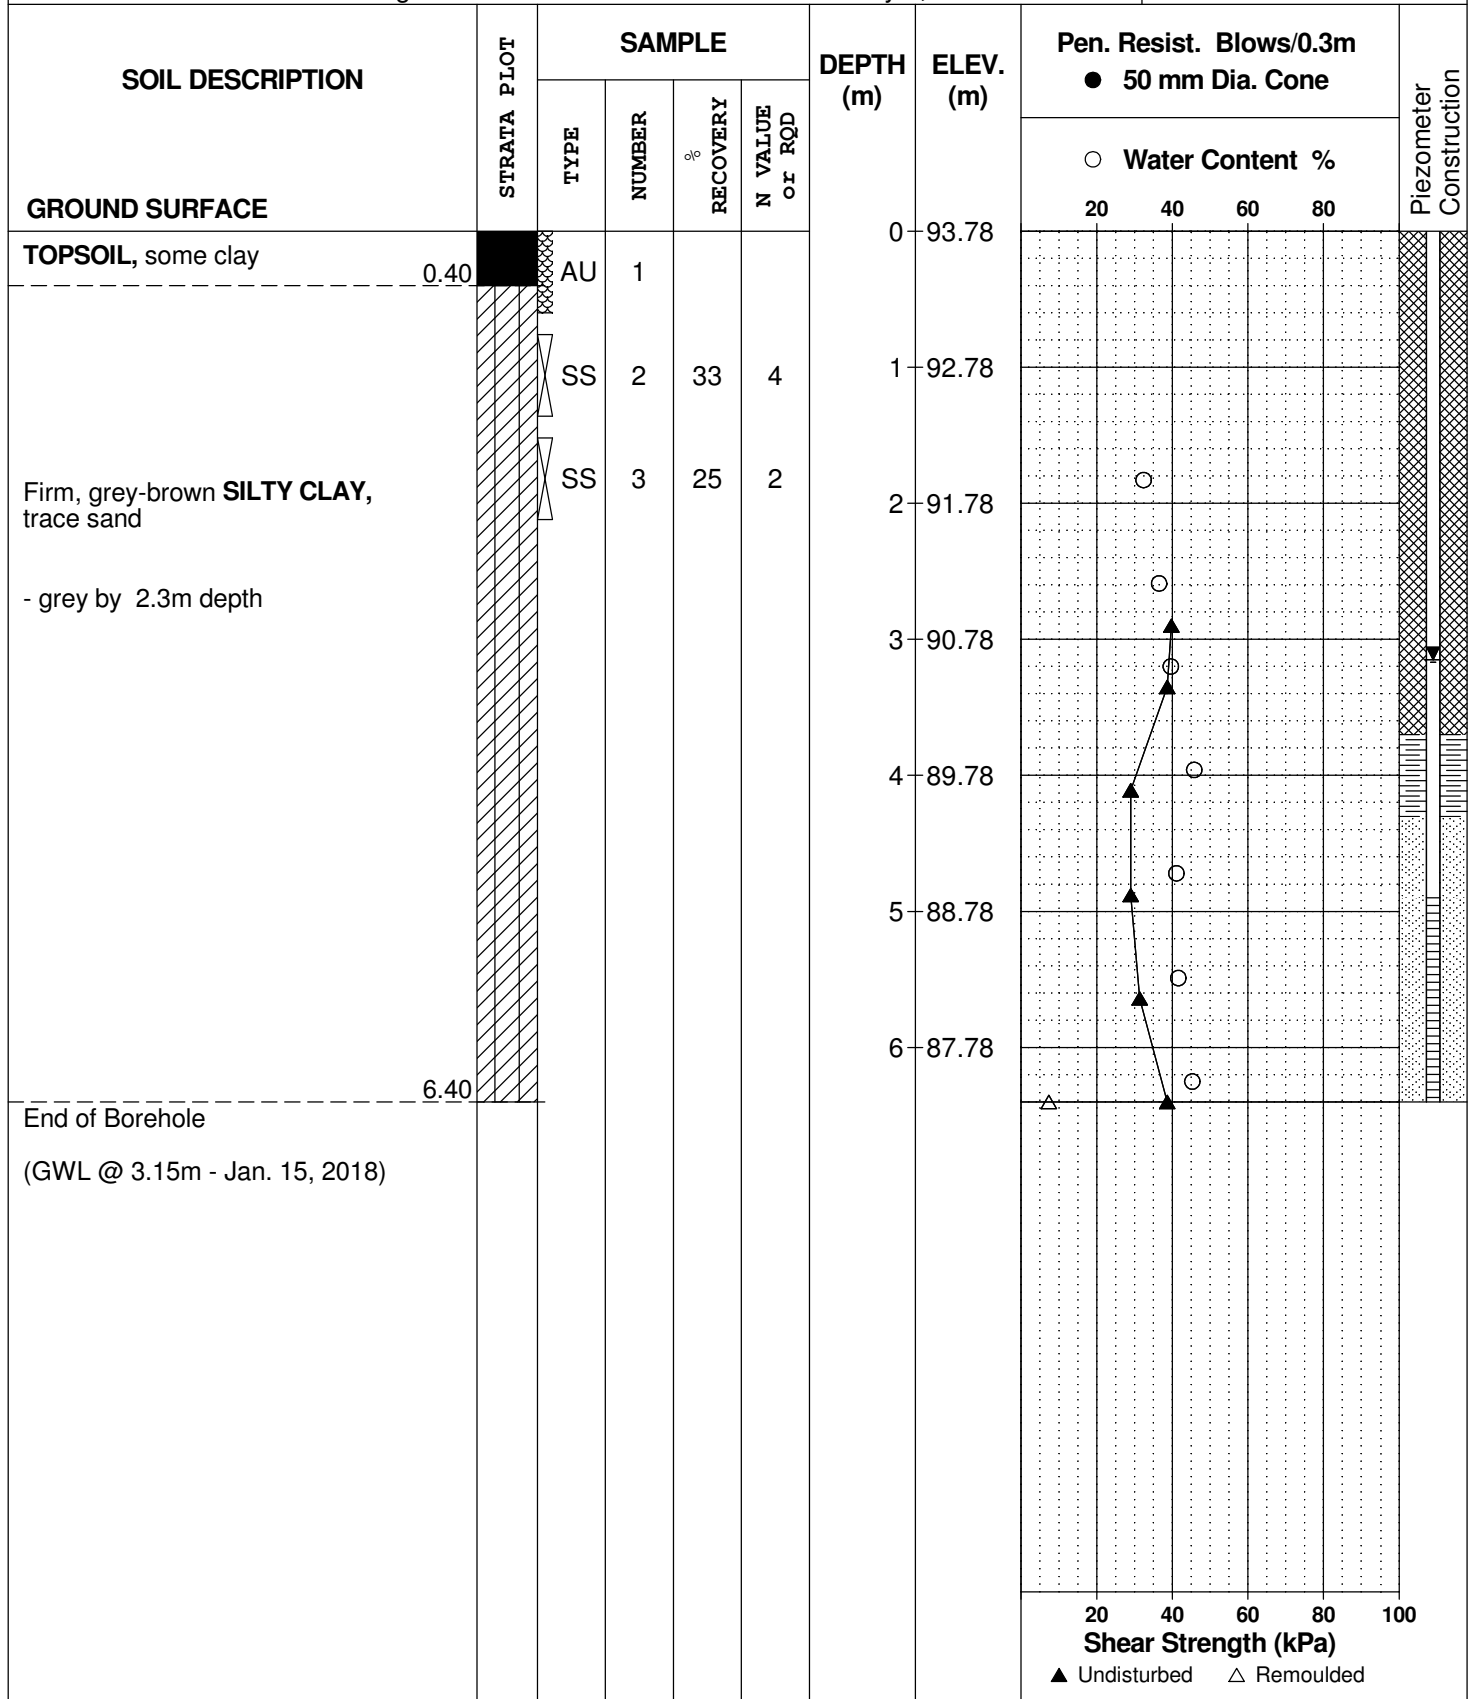 SOIL DESCRIPTION
GROUND SURFACE
STRATA PLOT
SAMPLE
TYPE
NUMBER
% RECOVERY
N VALUE or RQD
DEPTH (m)
ELEV. (m)
Pen. Resist. Blows/0.3m
● 50 mm Dia. Cone
○ Water Content %
20 40 60 80
Piezometer Construction
TOPSOIL, some clay
0.40
AU 1
0 93.78
SS 2 33 4
1 92.78
SS 3 25 2
Firm, grey-brown SILTY CLAY,
trace sand
2 91.78
- grey by 2.3m depth
3 90.78
4 89.78
5 88.78
6 87.78
6.40
End of Borehole
(GWL @ 3.15m - Jan. 15, 2018)
20 40 60 80 100
Shear Strength (kPa)
▲ Undisturbed △ Remoulded